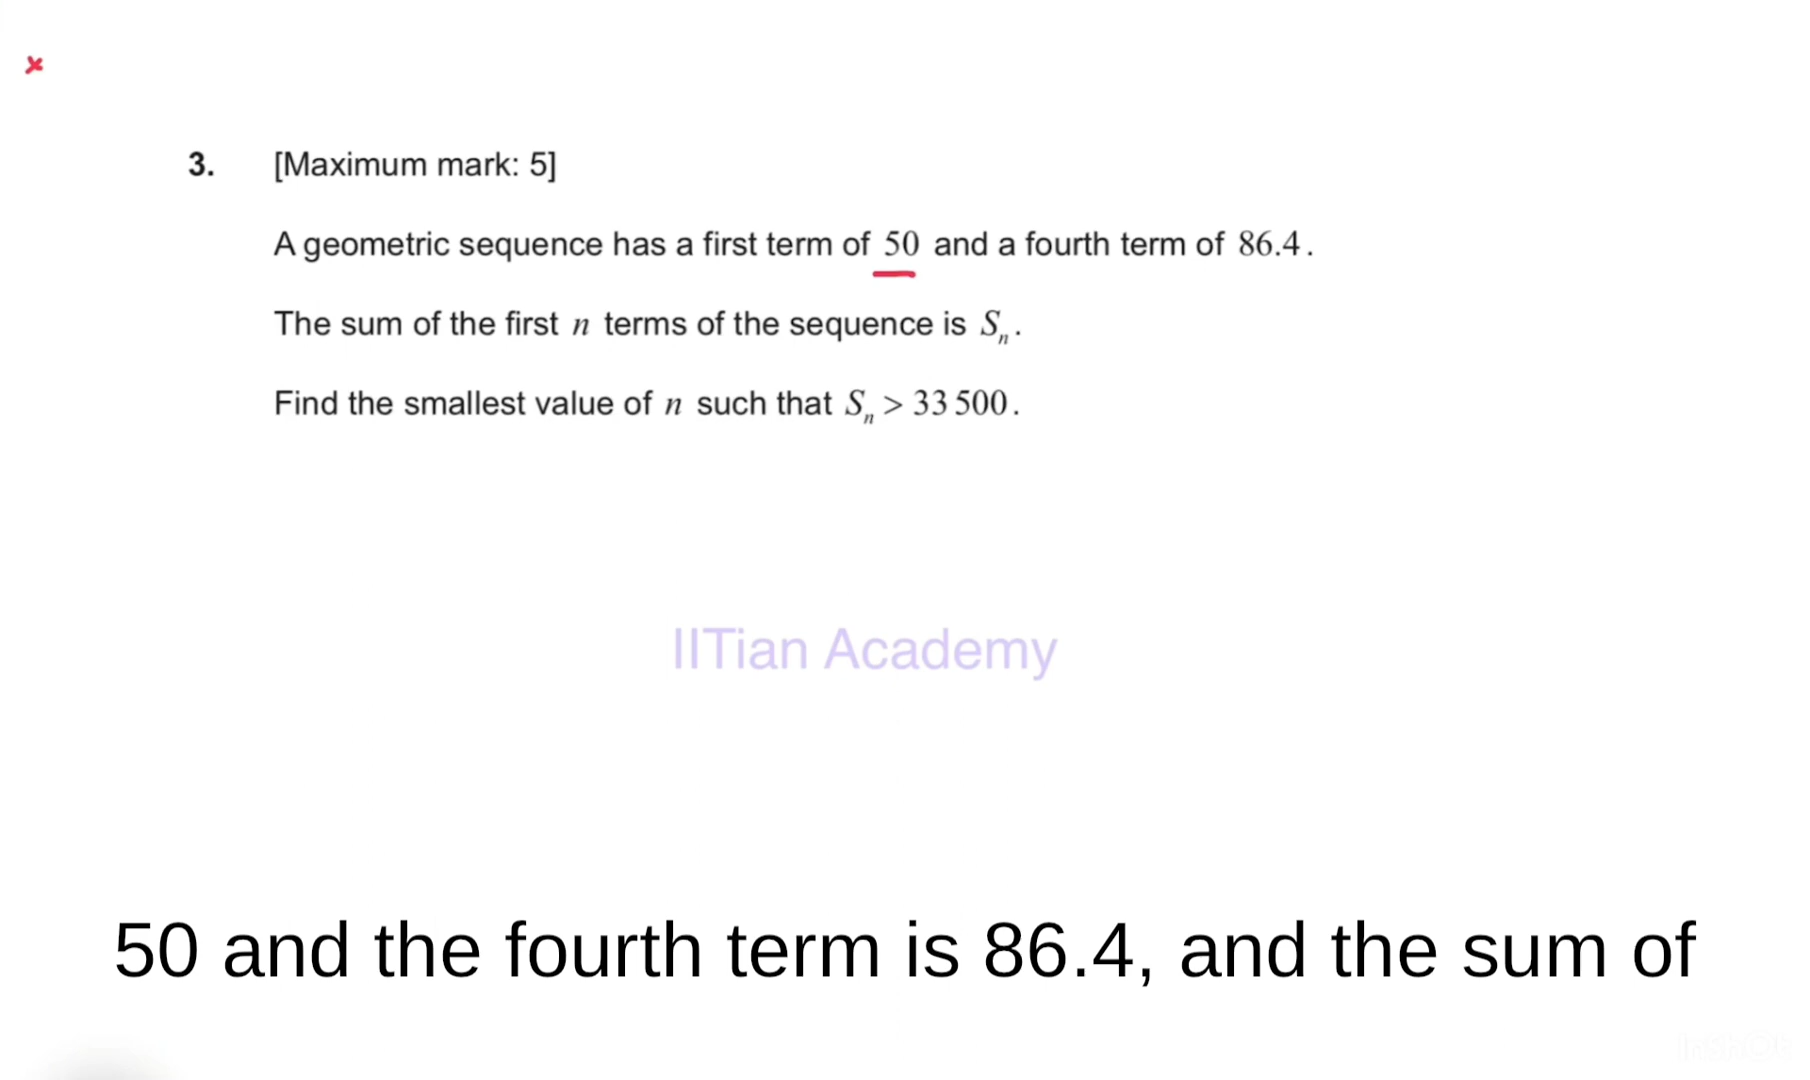 3. [Maximum mark: 5]
A geometric sequence has a first term of 50 and a fourth term of 86.4.
The sum of the first n terms of the sequence is Sₙ.
Find the smallest value of n such that Sₙ > 33 500.
IITian Academy
50 and the fourth term is 86.4, and the sum of